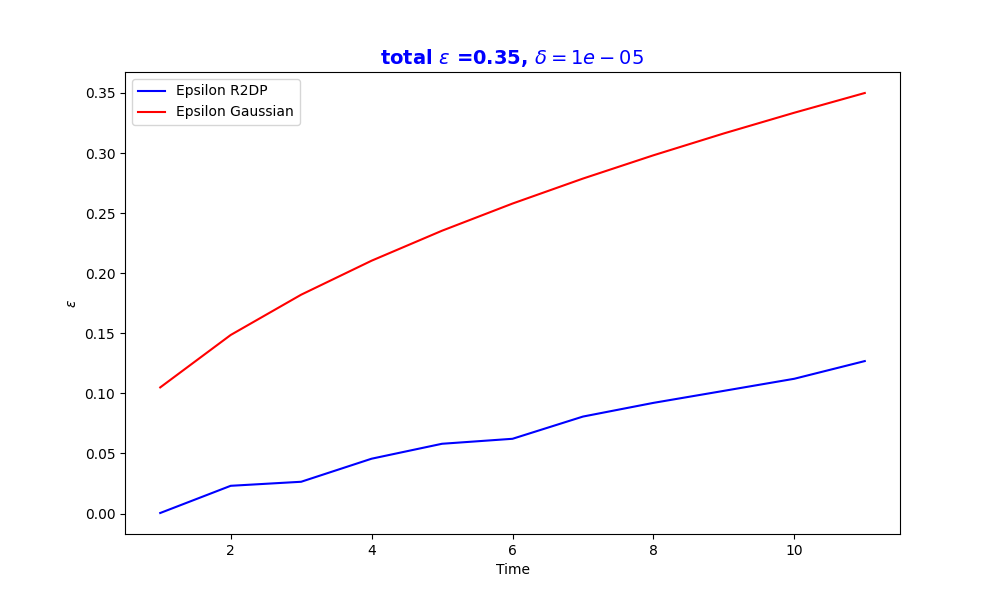 total ε =0.35, δ = 1e − 05
Epsilon R2DP
Epsilon Gaussian
0.35
0.30
0.25
0.20
0.15
0.10
0.05
0.00
ε
2
4
6
8
10
Time